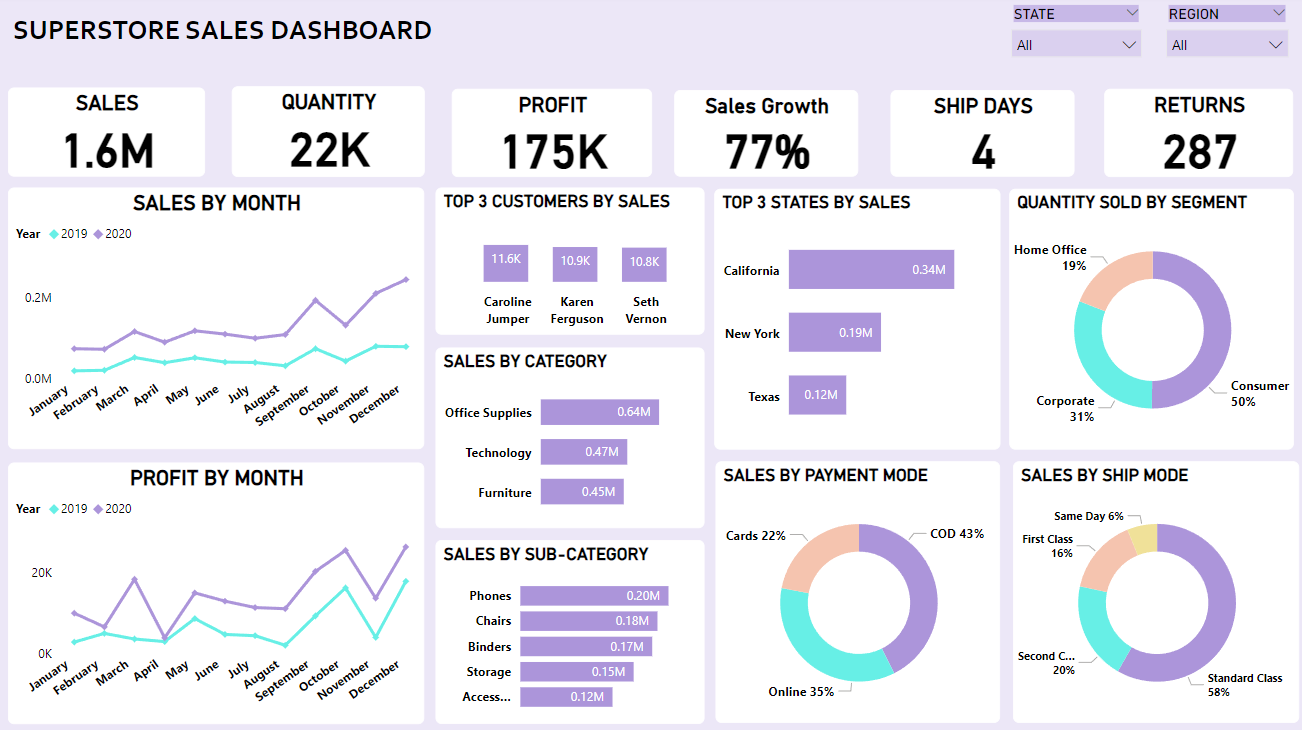 SUPERSTORE SALES DASHBOARD
STATE
All
REGION
All
SALES
1.6M
QUANTITY
22K
PROFIT
175K
Sales Growth
77%
SHIP DAYS
4
RETURNS
287
SALES BY MONTH
Year 2019 2020
0.2M
0.0M
January
February
March
April
May
June
July
August
September
October
November
December
PROFIT BY MONTH
Year 2019 2020
20K
0K
January
February
March
April
May
June
July
August
September
October
November
December
TOP 3 CUSTOMERS BY SALES
11.6K
10.9K
10.8K
Caroline
Jumper
Karen
Ferguson
Seth
Vernon
SALES BY CATEGORY
Office Supplies 0.64M
Technology 0.47M
Furniture 0.45M
SALES BY SUB-CATEGORY
Phones 0.20M
Chairs 0.18M
Binders 0.17M
Storage 0.15M
Access... 0.12M
TOP 3 STATES BY SALES
California 0.34M
New York 0.19M
Texas 0.12M
SALES BY PAYMENT MODE
Cards 22%
COD 43%
Online 35%
QUANTITY SOLD BY SEGMENT
Home Office
19%
Consumer
50%
Corporate
31%
SALES BY SHIP MODE
Same Day 6%
First Class
16%
Second C...
20%
Standard Class
58%